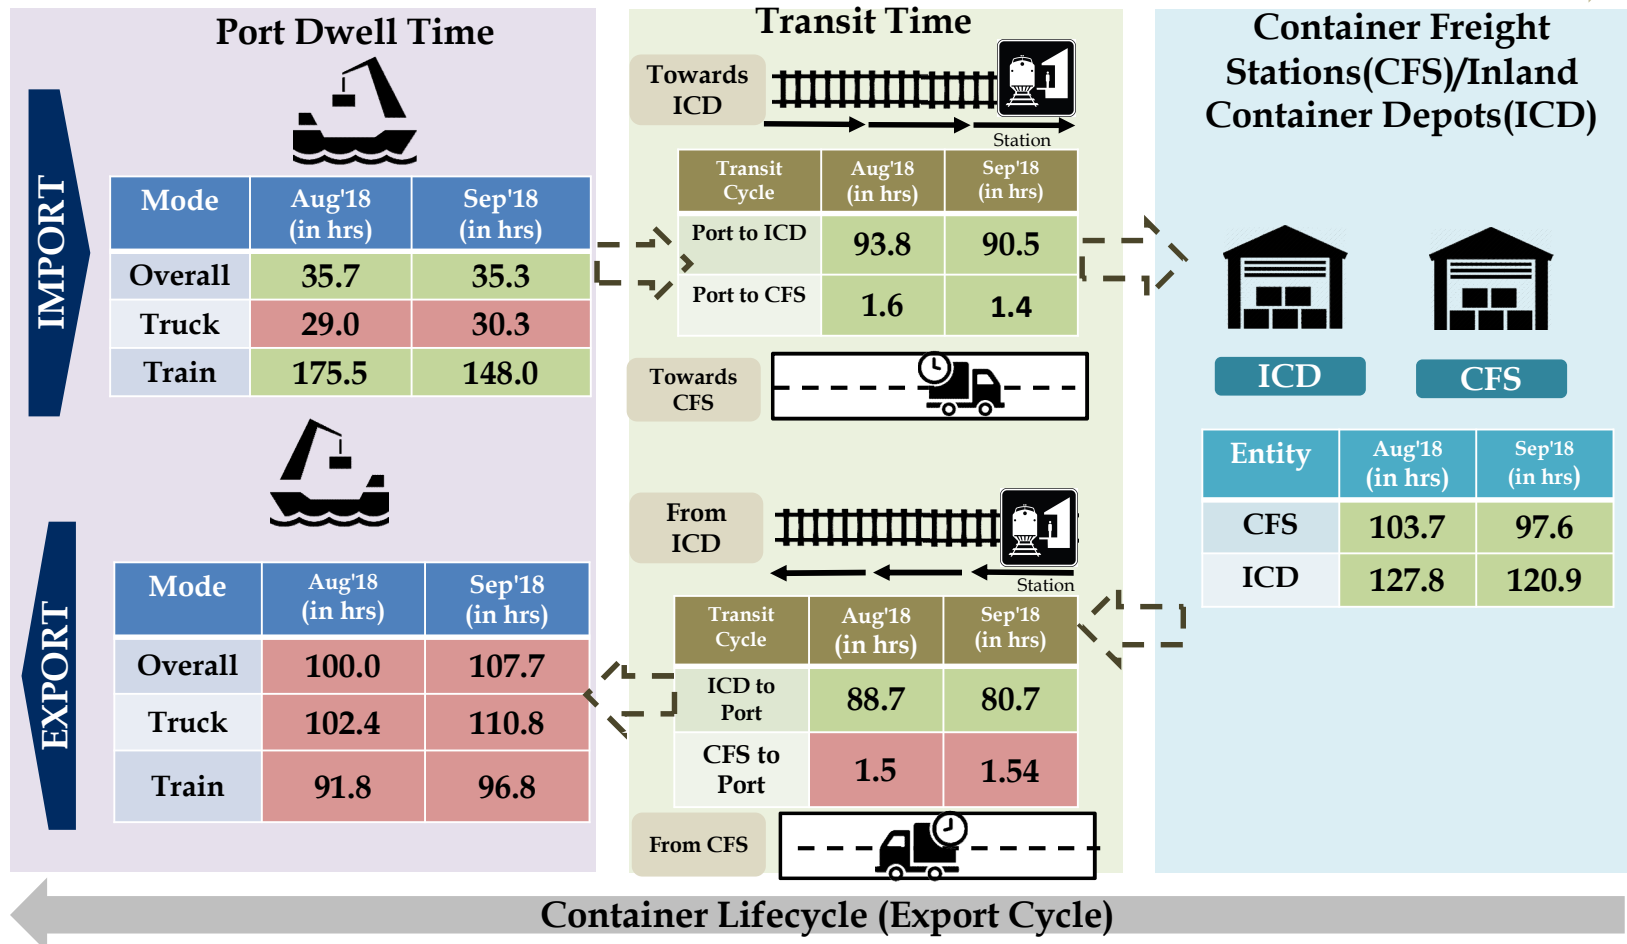 Port Dwell Time
IMPORT
Mode Aug'18 (in hrs) Sep'18 (in hrs)
Overall 35.7 35.3
Truck 29.0 30.3
Train 175.5 148.0
EXPORT
Mode Aug'18 (in hrs) Sep'18 (in hrs)
Overall 100.0 107.7
Truck 102.4 110.8
Train 91.8 96.8
Transit Time
Towards
ICD
Station
Transit Cycle Aug'18 (in hrs) Sep'18 (in hrs)
Port to ICD 93.8 90.5
Port to CFS 1.6 1.4
Towards
CFS
From
ICD
Station
Transit Cycle Aug'18 (in hrs) Sep'18 (in hrs)
ICD to Port 88.7 80.7
CFS to Port 1.5 1.54
From CFS
Container Freight
Stations(CFS)/Inland
Container Depots(ICD)
ICD
CFS
Entity Aug'18 (in hrs) Sep'18 (in hrs)
CFS 103.7 97.6
ICD 127.8 120.9
Container Lifecycle (Export Cycle)